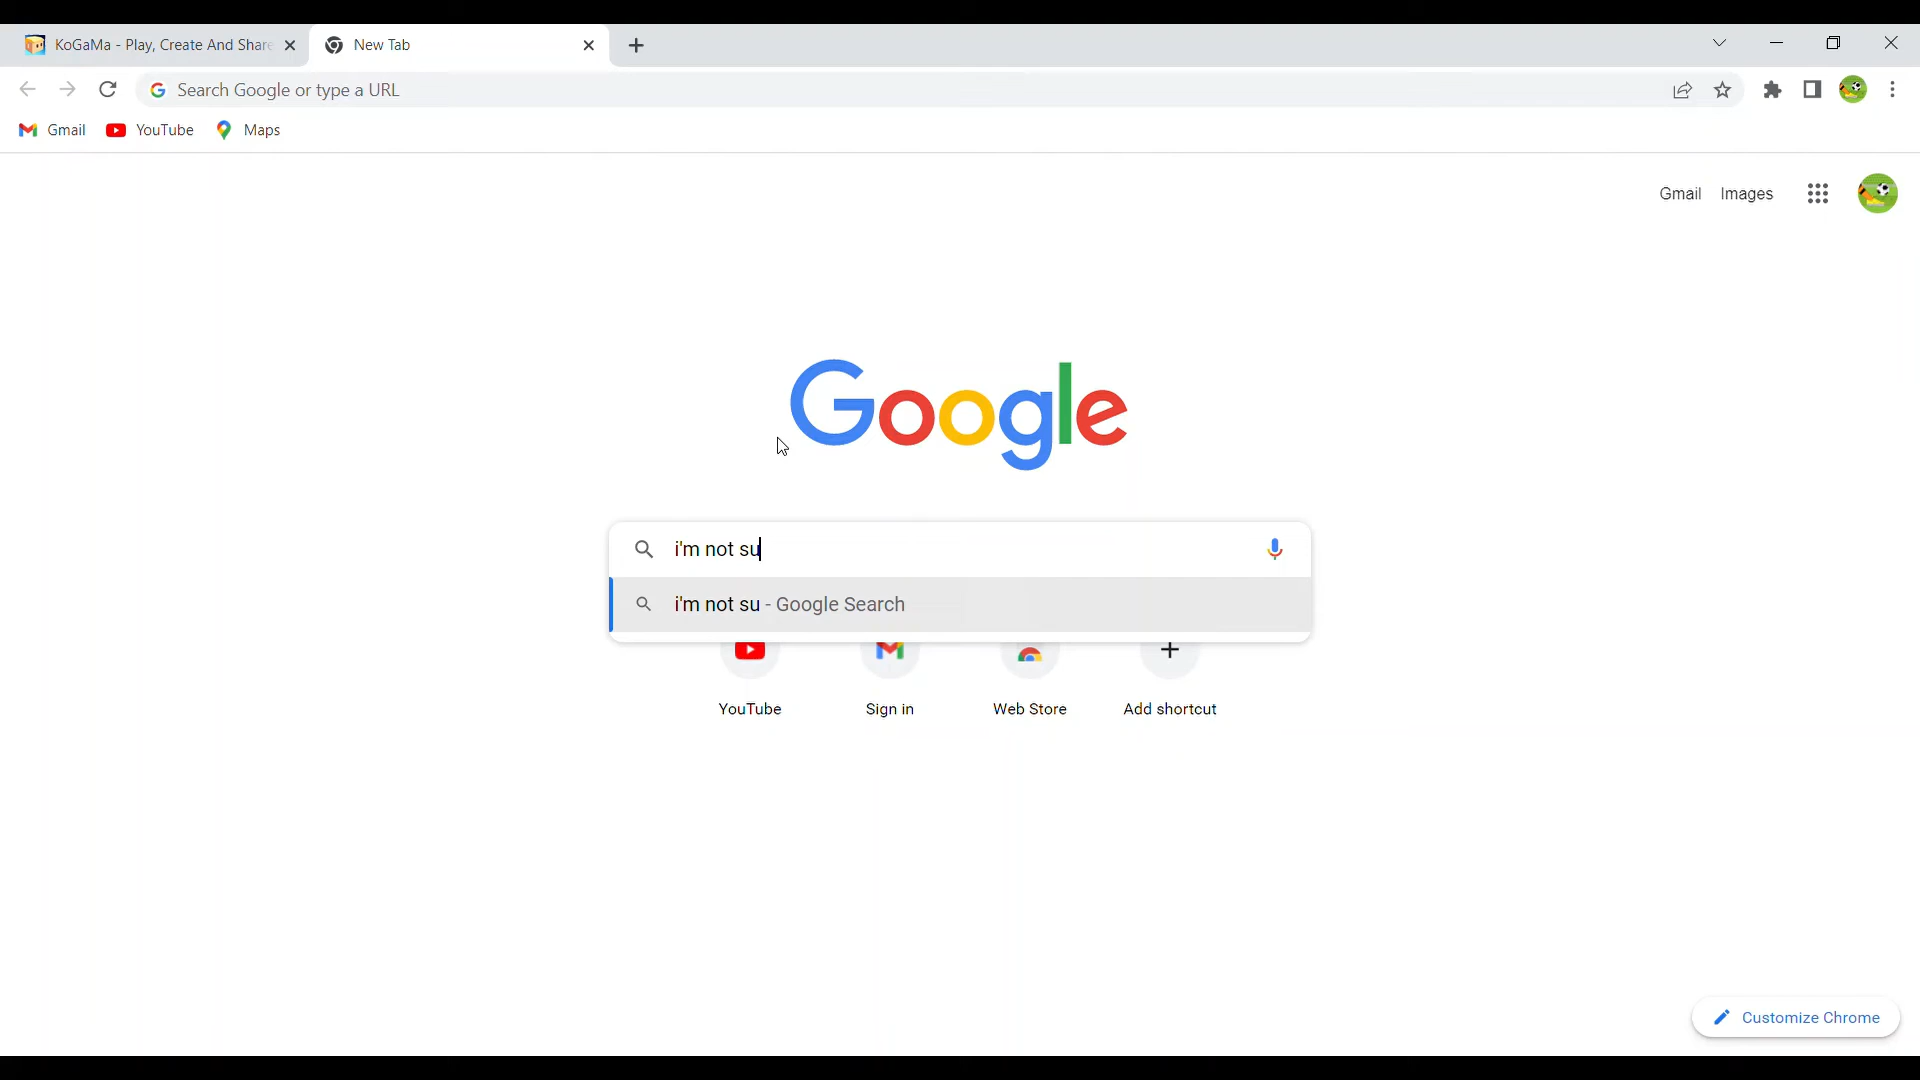 KoGaMa - Play, Create And Share
New Tab
Search Google or type a URL
Gmail YouTube Maps
Gmail Images
Google
i'm not su
i'm not su - Google Search
YouTube Sign in Web Store Add shortcut
Customize Chrome